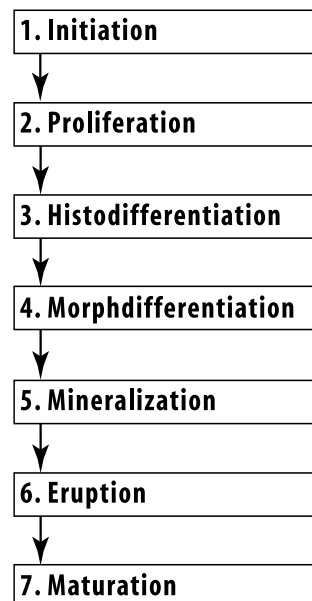 1. Initiation
2. Proliferation
3. Histodifferentiation
4. Morphdifferentiation
5. Mineralization
6. Eruption
7. Maturation